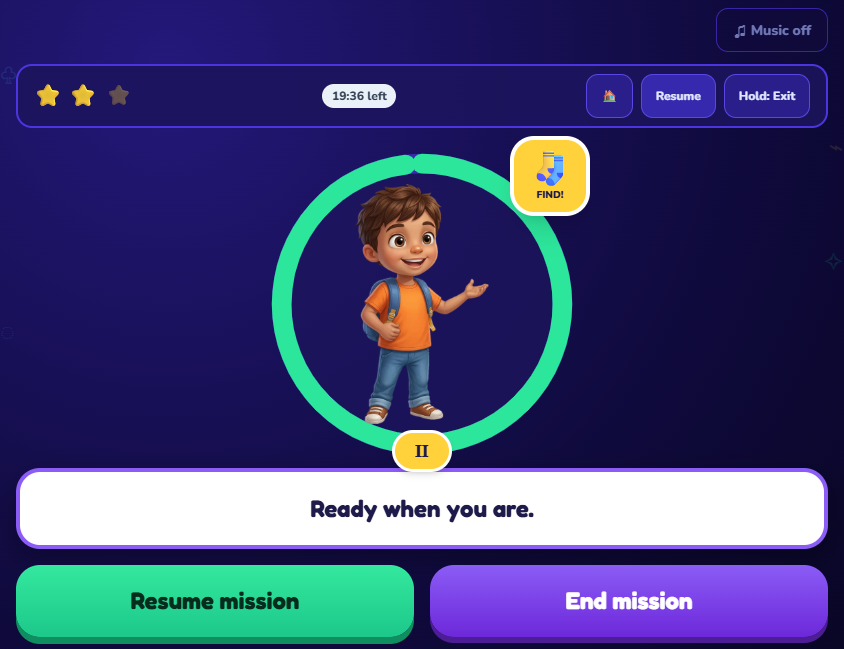 Music off
19:36 left
Resume
Hold: Exit
FIND!
II
Ready when you are.
Resume mission
End mission